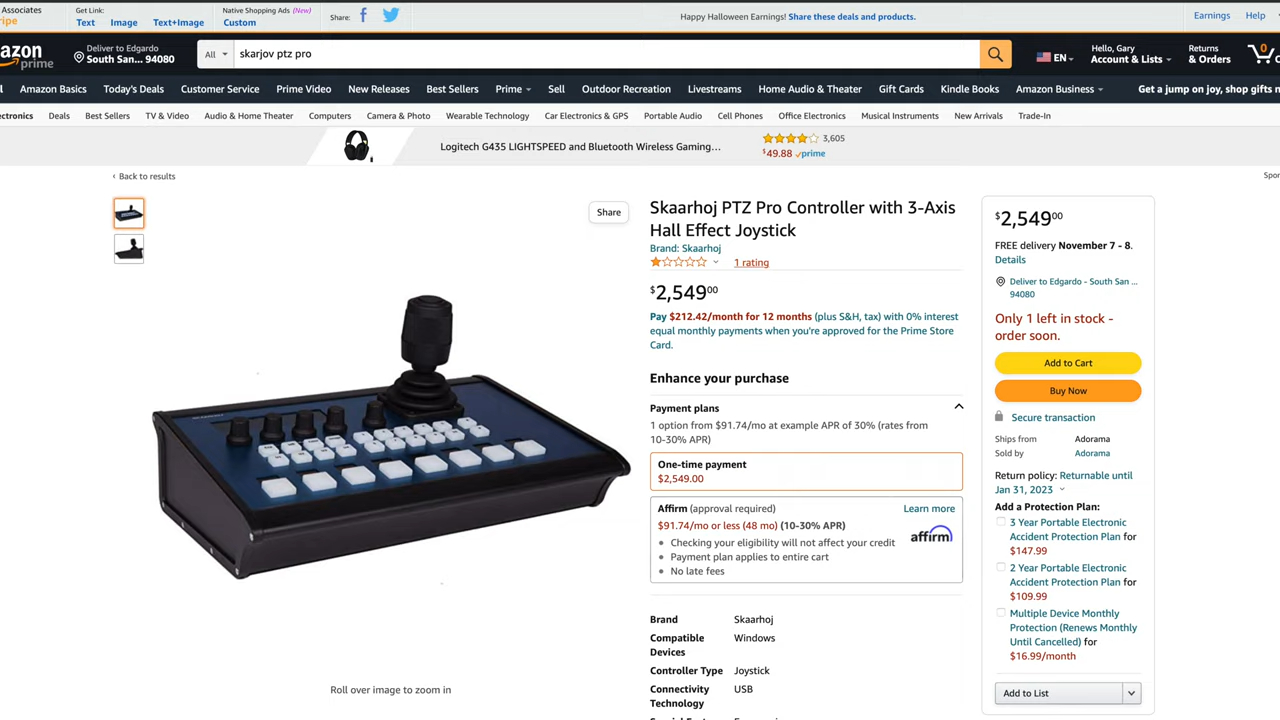 Associates
Get Link:
Native Shopping Ads (New)
Share:
Happy Halloween Earnings! Share these deals and products.
Earnings
Help
Text
Image
Text+Image
Custom
prime
Deliver to Edgardo
South San... 94080
All
skarjov ptz pro
EN
Hello, Gary
Account & Lists
Returns
& Orders
0
Amazon Basics
Today's Deals
Customer Service
Prime Video
New Releases
Best Sellers
Prime
Sell
Outdoor Recreation
Livestreams
Home Audio & Theater
Gift Cards
Kindle Books
Amazon Business
Get a jump on joy, shop gifts n
Deals
Best Sellers
TV & Video
Audio & Home Theater
Computers
Camera & Photo
Wearable Technology
Car Electronics & GPS
Portable Audio
Cell Phones
Office Electronics
Musical Instruments
New Arrivals
Trade-In
Logitech G435 LIGHTSPEED and Bluetooth Wireless Gaming...
3,605
$49.88 prime
‹ Back to results
Spor
Share
Skaarhoj PTZ Pro Controller with 3-Axis
Hall Effect Joystick
Brand: Skaarhoj
1 rating
$2,549.00
Pay $212.42/month for 12 months (plus S&H, tax) with 0% interest
equal monthly payments when you're approved for the Prime Store
Card.
Enhance your purchase
Payment plans
1 option from $91.74/mo at example APR of 30% (rates from
10-30% APR)
One-time payment
$2,549.00
Affirm (approval required)
Learn more
$91.74/mo or less (48 mo) (10-30% APR)
affirm
• Checking your eligibility will not affect your credit
• Payment plan applies to entire cart
• No late fees
Brand
Skaarhoj
Compatible
Devices
Windows
Controller Type
Joystick
Connectivity
Technology
USB
Roll over image to zoom in
$2,549.00
FREE delivery November 7 - 8.
Details
Deliver to Edgardo - South San ...
94080
Only 1 left in stock -
order soon.
Add to Cart
Buy Now
Secure transaction
Ships from
Adorama
Sold by
Adorama
Return policy: Returnable until
Jan 31, 2023
Add a Protection Plan:
3 Year Portable Electronic
Accident Protection Plan for
$147.99
2 Year Portable Electronic
Accident Protection Plan for
$109.99
Multiple Device Monthly
Protection (Renews Monthly
Until Cancelled) for
$16.99/month
Add to List